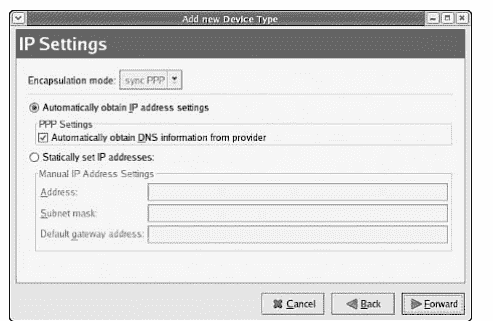 Add new Device Type
IP Settings
Encapsulation mode: sync PPP
Automatically obtain IP address settings
PPP Settings
Automatically obtain DNS information from provider
Statically set IP addresses:
Manual IP Address Settings
Address:
Subnet mask:
Default gateway address:
Cancel Back Forward